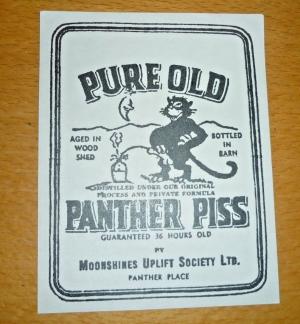 PURE OLD
AGED IN
WOOD
SHED
BOTTLED
IN
BARN
DISTILLED UNDER OUR ORIGINAL
PROCESS AND PRIVATE FORMULA
PANTHER PISS
GUARANTEED 36 HOURS OLD
BY
MOONSHINES UPLIFT SOCIETY LTD.
PANTHER PLACE